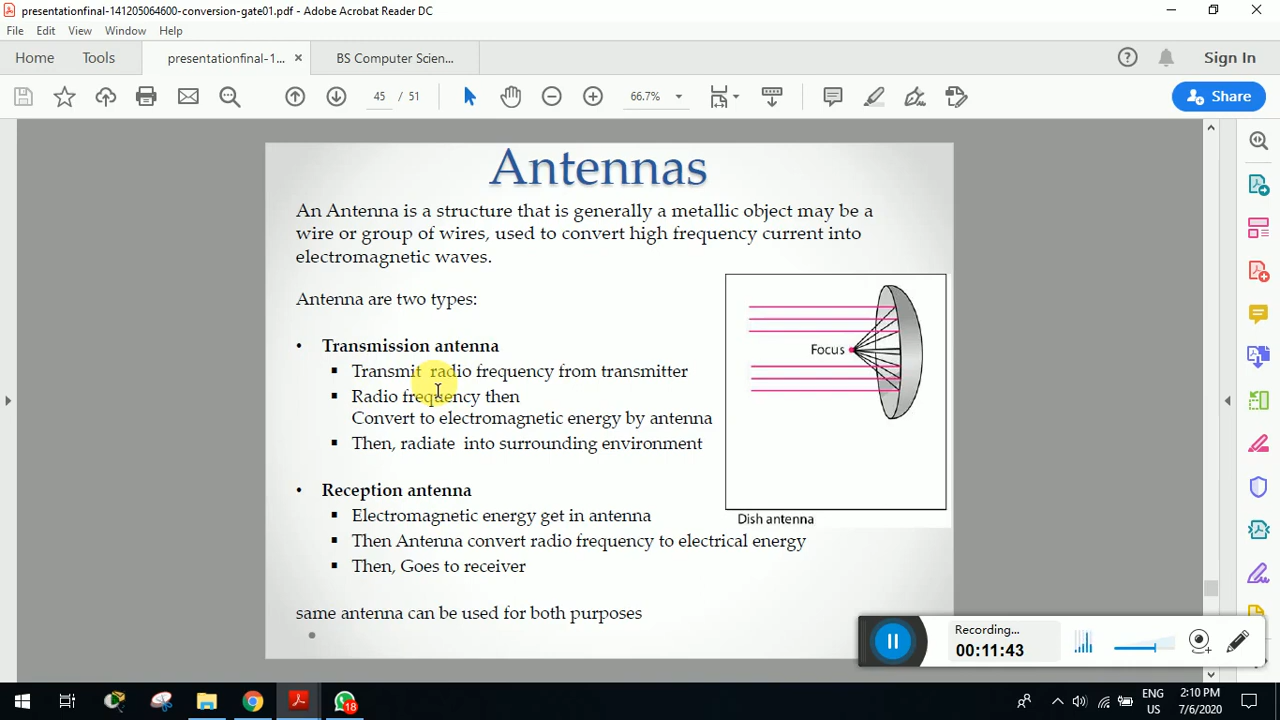 presentationfinal-141205064600-conversion-gate01.pdf - Adobe Acrobat Reader DC
File Edit View Window Help
Home Tools presentationfinal-1... × BS Computer Scien... Sign In
45 / 51 66.7% Share
Antennas
An Antenna is a structure that is generally a metallic object may be a
wire or group of wires, used to convert high frequency current into
electromagnetic waves.
Antenna are two types:
• Transmission antenna
▪ Transmit radio frequency from transmitter
▪ Radio frequency then
Convert to electromagnetic energy by antenna
▪ Then, radiate into surrounding environment
• Reception antenna
▪ Electromagnetic energy get in antenna
▪ Then Antenna convert radio frequency to electrical energy
▪ Then, Goes to receiver
same antenna can be used for both purposes
•
Focus
Dish antenna
Recording...
00:11:43
18
ENG
US
2:10 PM
7/6/2020